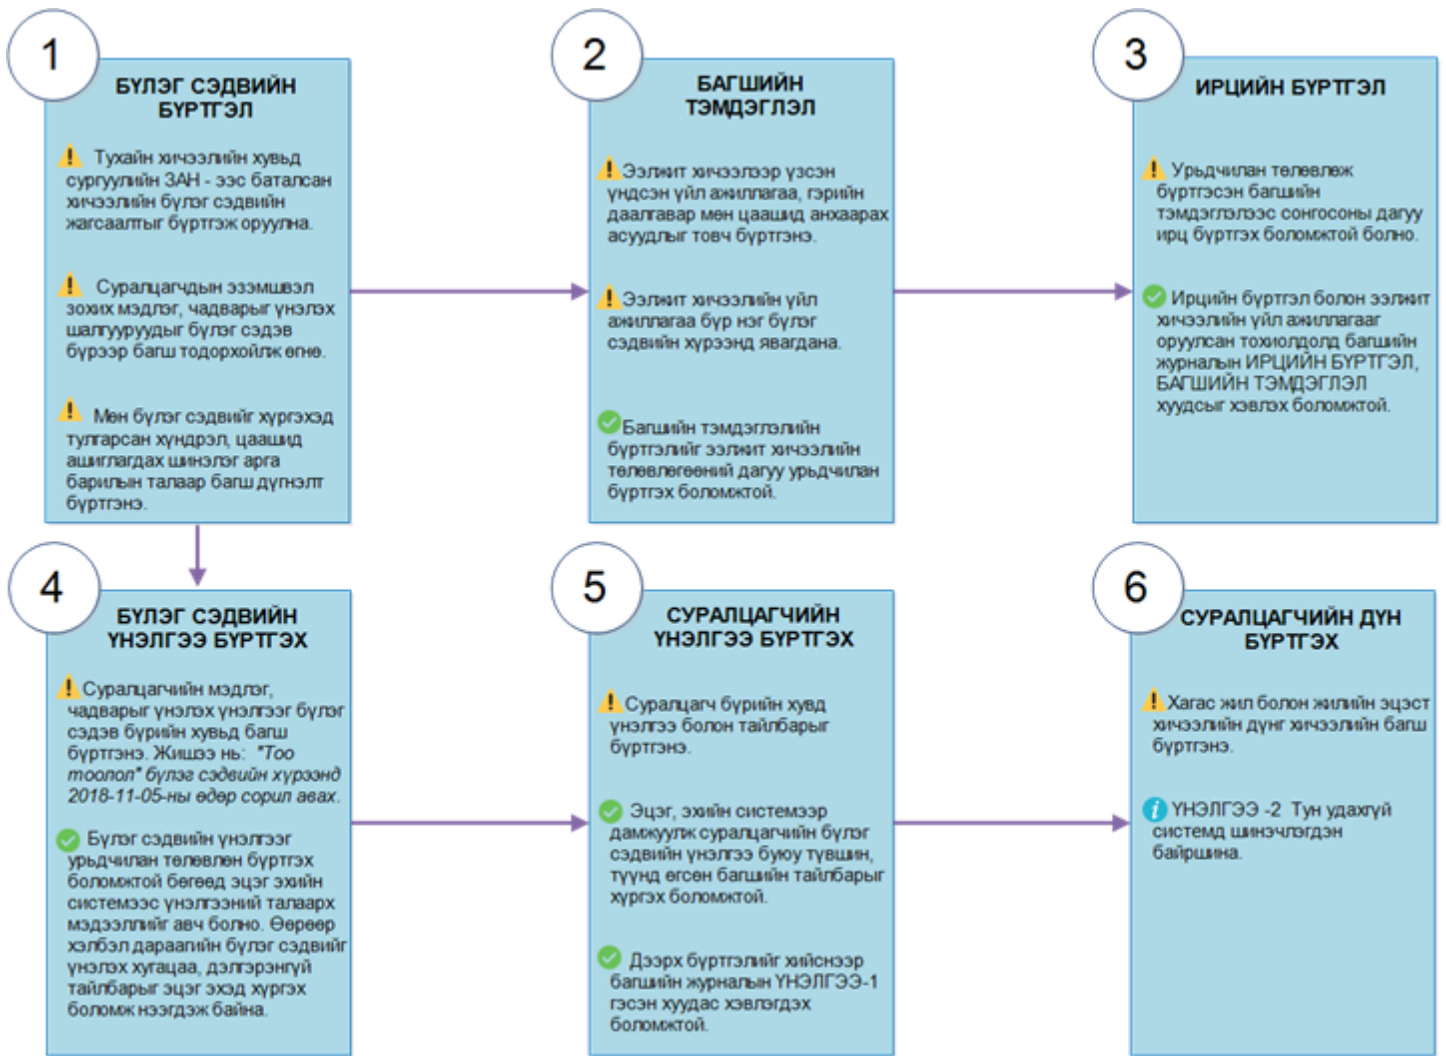 1
БҮЛЭГ СЭДВИЙН
БҮРТГЭЛ
Тухайн хичээлийн хувьд
сургуулийн ЗАН - ээс баталсан
хичээлийн бүлэг сэдвийн
жагсаалтыг бүртгэж оруулна.
Суралцагчдын эзэмшвэл
зохих мэдлэг, чадварыг үнэлэх
шалгууруудыг бүлэг сэдэв
бүрээр багш тодорхойлж өгнө.
Мөн бүлэг сэдвийг хүргэхэд
тулгарсан хүндрэл, цаашид
ашиглагдах шинэлэг арга
барилын талаар багш дүгнэлт
бүртгэнэ.
2
БАГШИЙН
ТЭМДЭГЛЭЛ
Ээлжит хичээлээр үзсэн
үндсэн үйл ажиллагаа, гэрийн
даалгавар мөн цаашид анхаарах
асуудлыг товч бүртгэнэ.
Ээлжит хичээлийн үйл
ажиллагаа бүр нэг бүлэг
сэдвийн хүрээнд явагдана.
Багшийн тэмдэглэлийн
бүртгэлийг ээлжит хичээлийн
төлөвлөгөөний дагуу урьдчилан
бүртгэх боломжтой.
3
ИРЦИЙН БҮРТГЭЛ
Урьдчилан төлөвлөж
бүртгэсэн багшийн
тэмдэглэлээс сонгосоны дагуу
ирц бүртгэх боломжтой болно.
Ирцийн бүртгэл болон ээлжит
хичээлийн үйл ажиллагааг
оруулсан тохиолдолд багшийн
журналын ИРЦИЙН БҮРТГЭЛ,
БАГШИЙН ТЭМДЭГЛЭЛ
хуудсыг хэвлэх боломжтой.
4
БҮЛЭГ СЭДВИЙН
ҮНЭЛГЭЭ БҮРТГЭХ
Суралцагчийн мэдлэг,
чадварыг үнэлэх үнэлгээг бүлэг
сэдэв бүрийн хувьд багш
бүртгэнэ. Жишээ нь: "Тоо
тоолол" бүлэг сэдвийн хүрээнд
2018-11-05-ны өдөр сорил авах.
Бүлэг сэдвийн үнэлгээг
урьдчилан төлөвлөн бүртгэх
боломжтой бөгөөд эцэг эхийн
системээс үнэлгээний талаарх
мэдээллийг авч болно. Өөрөөр
хэлбэл дараагийн бүлэг сэдвийг
үнэлэх хугацаа, дэлгэрэнгүй
тайлбарыг эцэг эхэд хүргэх
боломж нээгдэж байна.
5
СУРАЛЦАГЧИЙН
ҮНЭЛГЭЭ БҮРТГЭХ
Суралцагч бүрийн хувд
үнэлгээ болон тайлбарыг
бүртгэнэ.
Эцэг, эхийн системээр
дамжуулж суралцагчийн бүлэг
сэдвийн үнэлгээ буюу түвшин,
түүнд өгсөн багшийн тайлбарыг
хүргэх боломжтой.
Дээрх бүртгэлийг хийснээр
багшийн журналын ҮНЭЛГЭЭ-1
гэсэн хуудас хэвлэгдэх
боломжтой.
6
СУРАЛЦАГЧИЙН ДҮН
БҮРТГЭХ
Хагас жил болон жилийн эцэст
хичээлийн дүнг хичээлийн багш
бүртгэнэ.
ҮНЭЛГЭЭ -2 Тун удахгүй
системд шинэчлэгдэн
байршина.